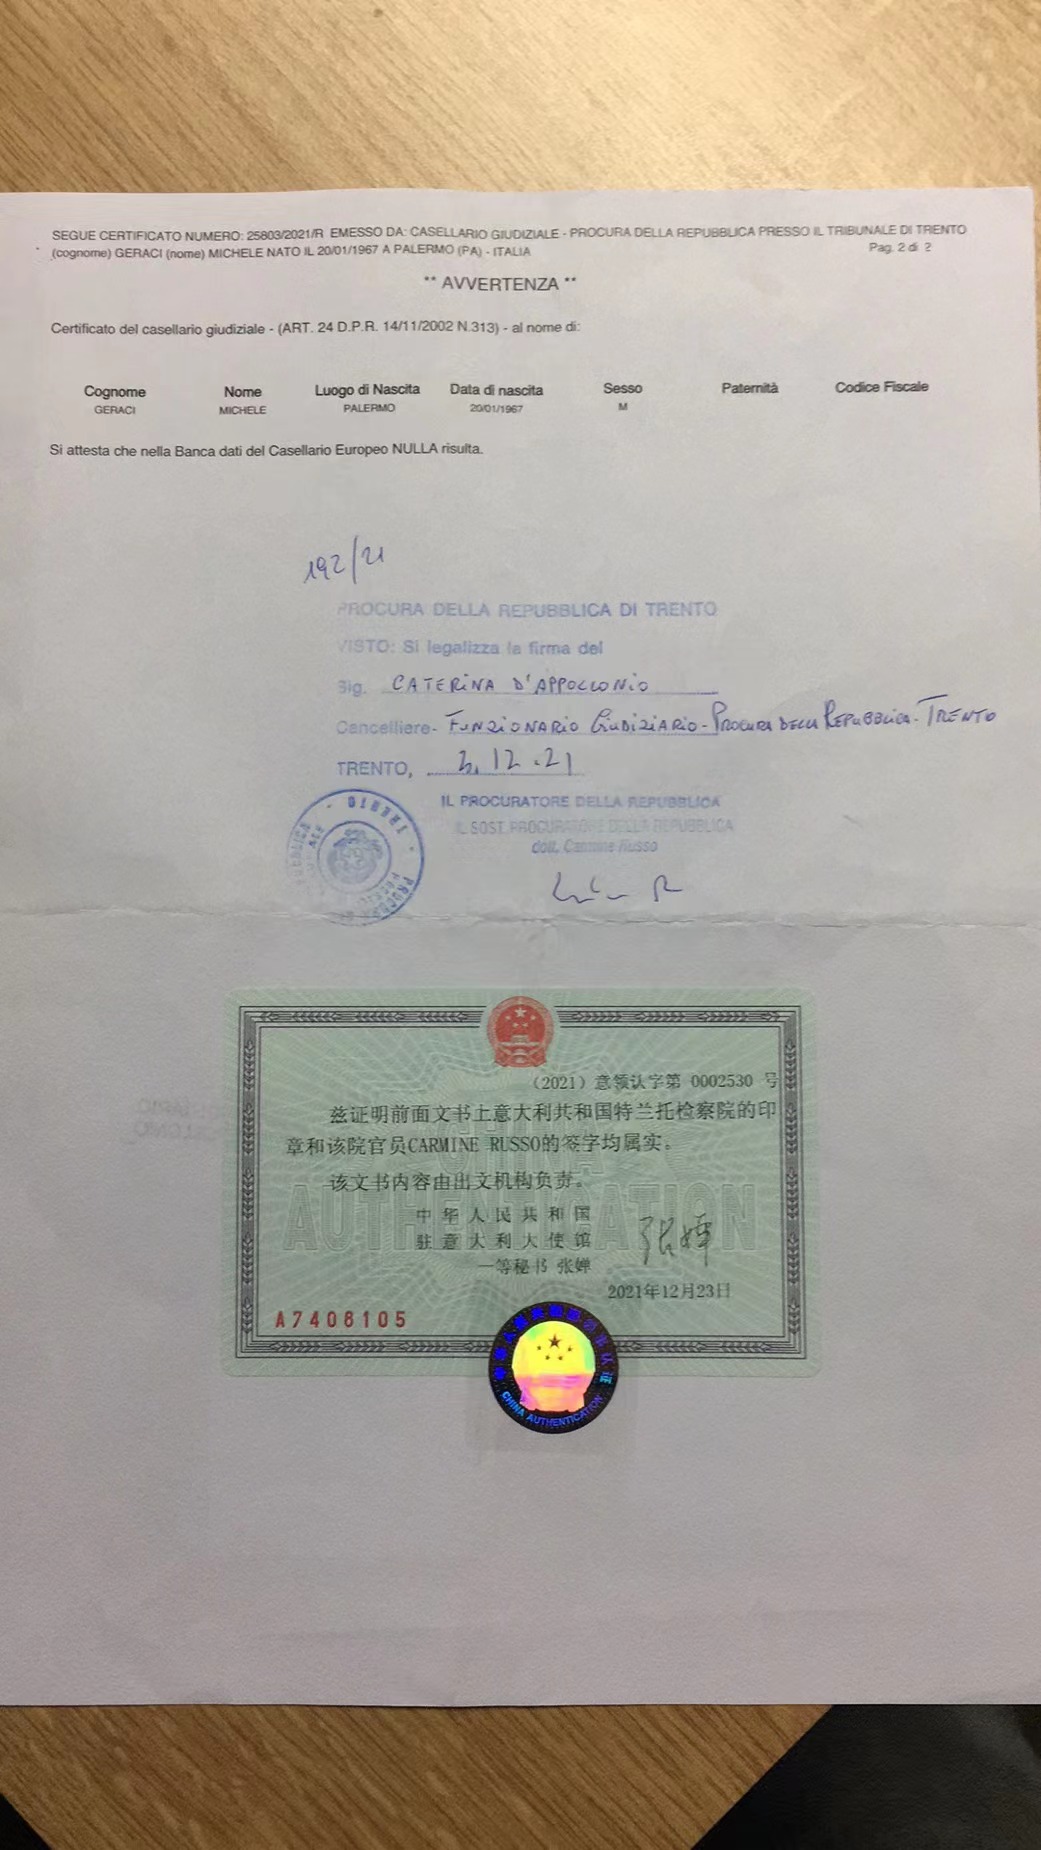 SEGUE CERTIFICATO NUMERO: 25803/2021/R EMESSO DA: CASELLARIO GIUDIZIALE - PROCURA DELLA REPUBBLICA PRESSO IL TRIBUNALE DI TRENTO
(cognome) GERACI (nome) MICHELE NATO IL 20/01/1967 A PALERMO (PA) - ITALIA Pag. 2 di 2
** AVVERTENZA **
Certificato del casellario giudiziale - (ART. 24 D.P.R. 14/11/2002 N.313) - al nome di:
Cognome Nome Luogo di Nascita Data di nascita Sesso Paternità Codice Fiscale
GERACI MICHELE PALERMO 20/01/1967 M
Si attesta che nella Banca dati del Casellario Europeo NULLA risulta.
192/21
PROCURA DELLA REPUBBLICA DI TRENTO
VISTO: Si legalizza la firma del
Sig. CATERINA D'APPOLLONIO
Cancelliere- FUNZIONARIO GIUDIZIARIO - PROCURA DELLA REPUBBLICA - TRENTO
TRENTO, 2.12.21
IL PROCURATORE DELLA REPUBBLICA
IL SOST. PROCURATORE DELLA REPUBBLICA
dott. Carmine Russo
(2021) 意领认字第 0002530 号
兹证明前面文书上意大利共和国特兰托检察院的印
章和该院官员CARMINE RUSSO的签字均属实。
该文书内容由出文机构负责。
CHINA
AUTHENTICATION
中华人民共和国
驻意大利大使馆
一等秘书 张婵
张婵
2021年12月23日
A7408105
CHINA AUTHENTICATION